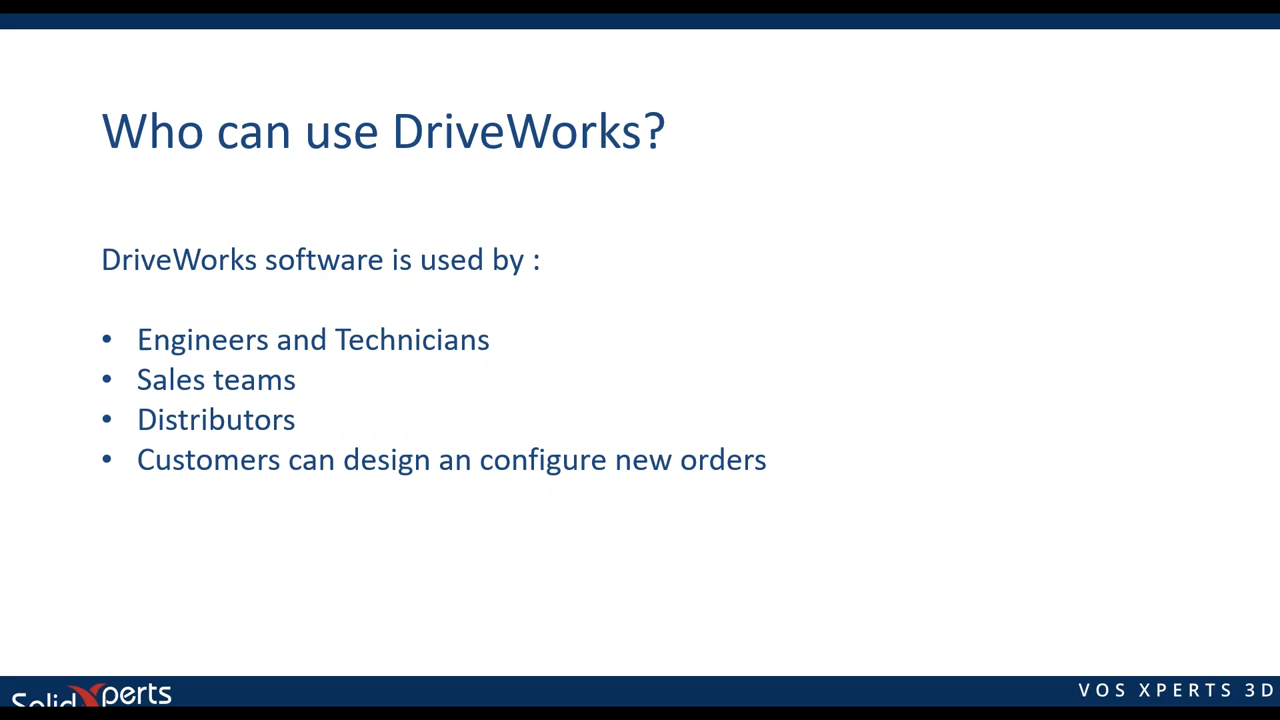 Who can use DriveWorks?
DriveWorks software is used by :
• Engineers and Technicians
• Sales teams
• Distributors
• Customers can design an configure new orders
SolidXperts
VOS XPERTS 3D